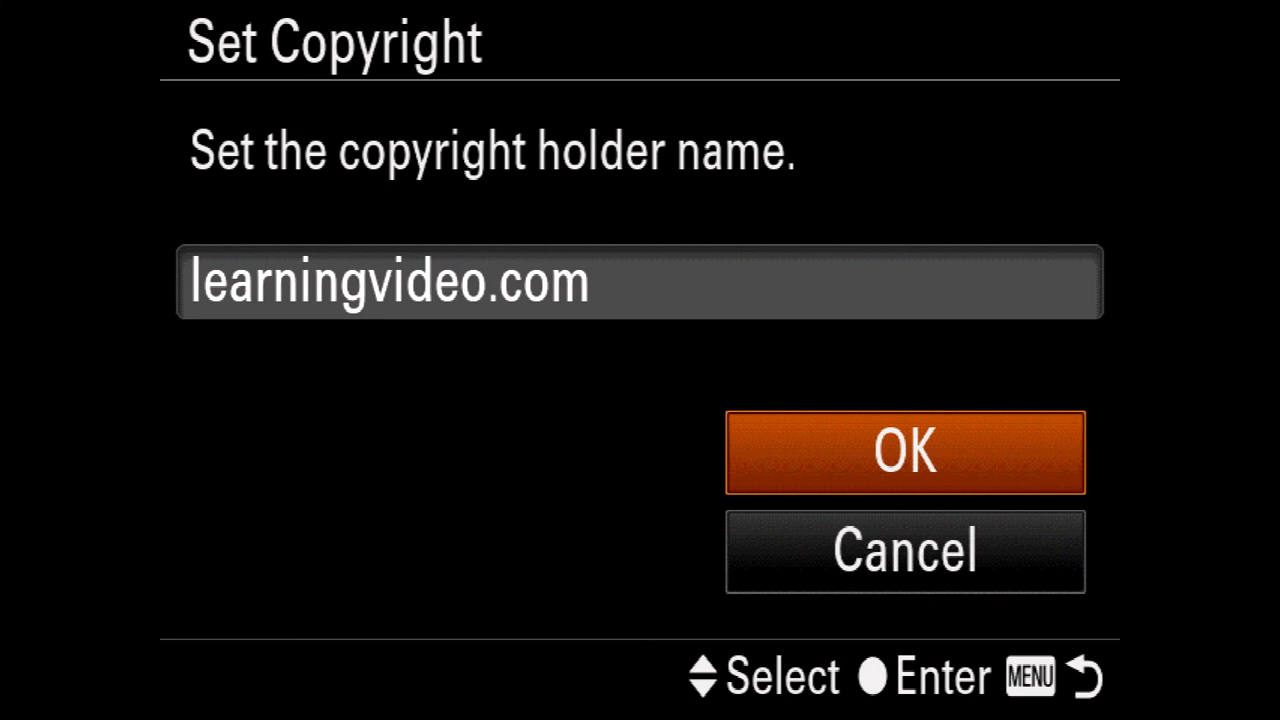 Set Copyright
Set the copyright holder name.
learningvideo.com
OK
Cancel
Select Enter MENU